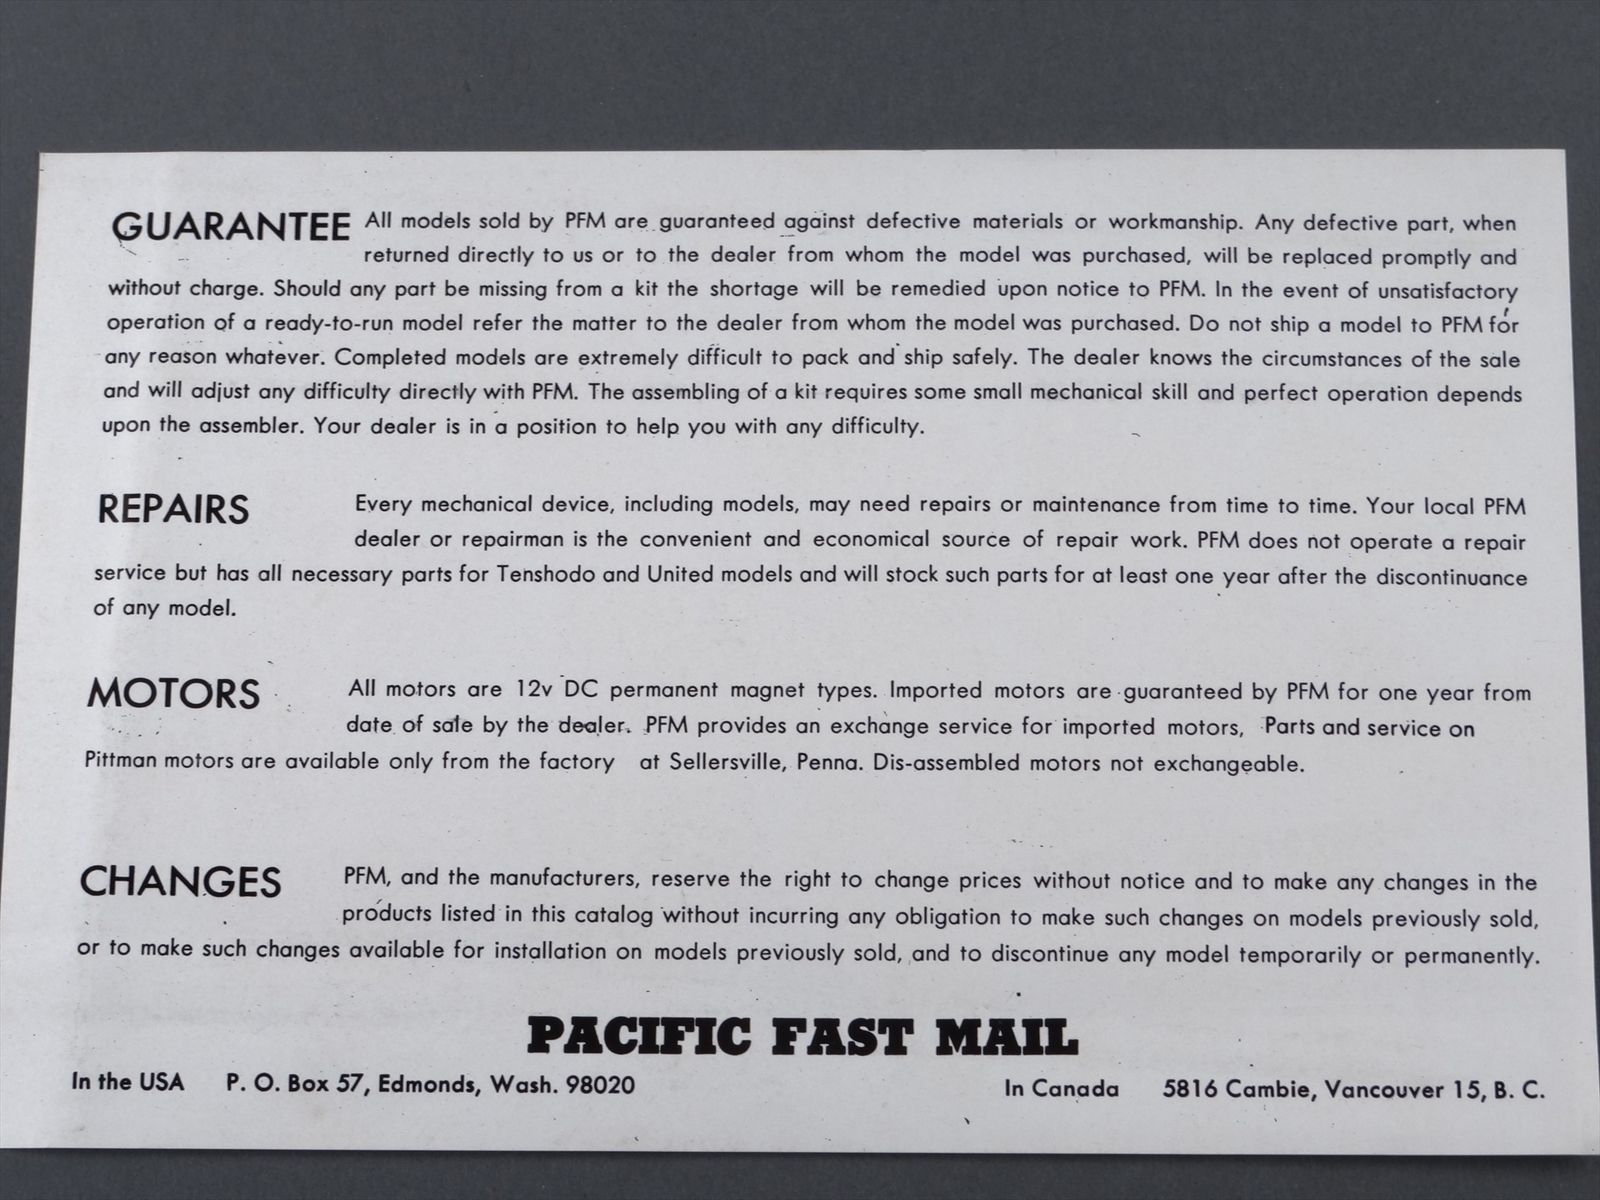 GUARANTEE All models sold by PFM are guaranteed against defective materials or workmanship. Any defective part, when
returned directly to us or to the dealer from whom the model was purchased, will be replaced promptly and
without charge. Should any part be missing from a kit the shortage will be remedied upon notice to PFM. In the event of unsatisfactory
operation of a ready-to-run model refer the matter to the dealer from whom the model was purchased. Do not ship a model to PFM for
any reason whatever. Completed models are extremely difficult to pack and ship safely. The dealer knows the circumstances of the sale
and will adjust any difficulty directly with PFM. The assembling of a kit requires some small mechanical skill and perfect operation depends
upon the assembler. Your dealer is in a position to help you with any difficulty.
REPAIRS Every mechanical device, including models, may need repairs or maintenance from time to time. Your local PFM
dealer or repairman is the convenient and economical source of repair work. PFM does not operate a repair
service but has all necessary parts for Tenshodo and United models and will stock such parts for at least one year after the discontinuance
of any model.
MOTORS All motors are 12v DC permanent magnet types. Imported motors are guaranteed by PFM for one year from
date of sale by the dealer. PFM provides an exchange service for imported motors, Parts and service on
Pittman motors are available only from the factory at Sellersville, Penna. Dis-assembled motors not exchangeable.
CHANGES PFM, and the manufacturers, reserve the right to change prices without notice and to make any changes in the
products listed in this catalog without incurring any obligation to make such changes on models previously sold,
or to make such changes available for installation on models previously sold, and to discontinue any model temporarily or permanently.
PACIFIC FAST MAIL
In the USA P. O. Box 57, Edmonds, Wash. 98020 In Canada 5816 Cambie, Vancouver 15, B. C.